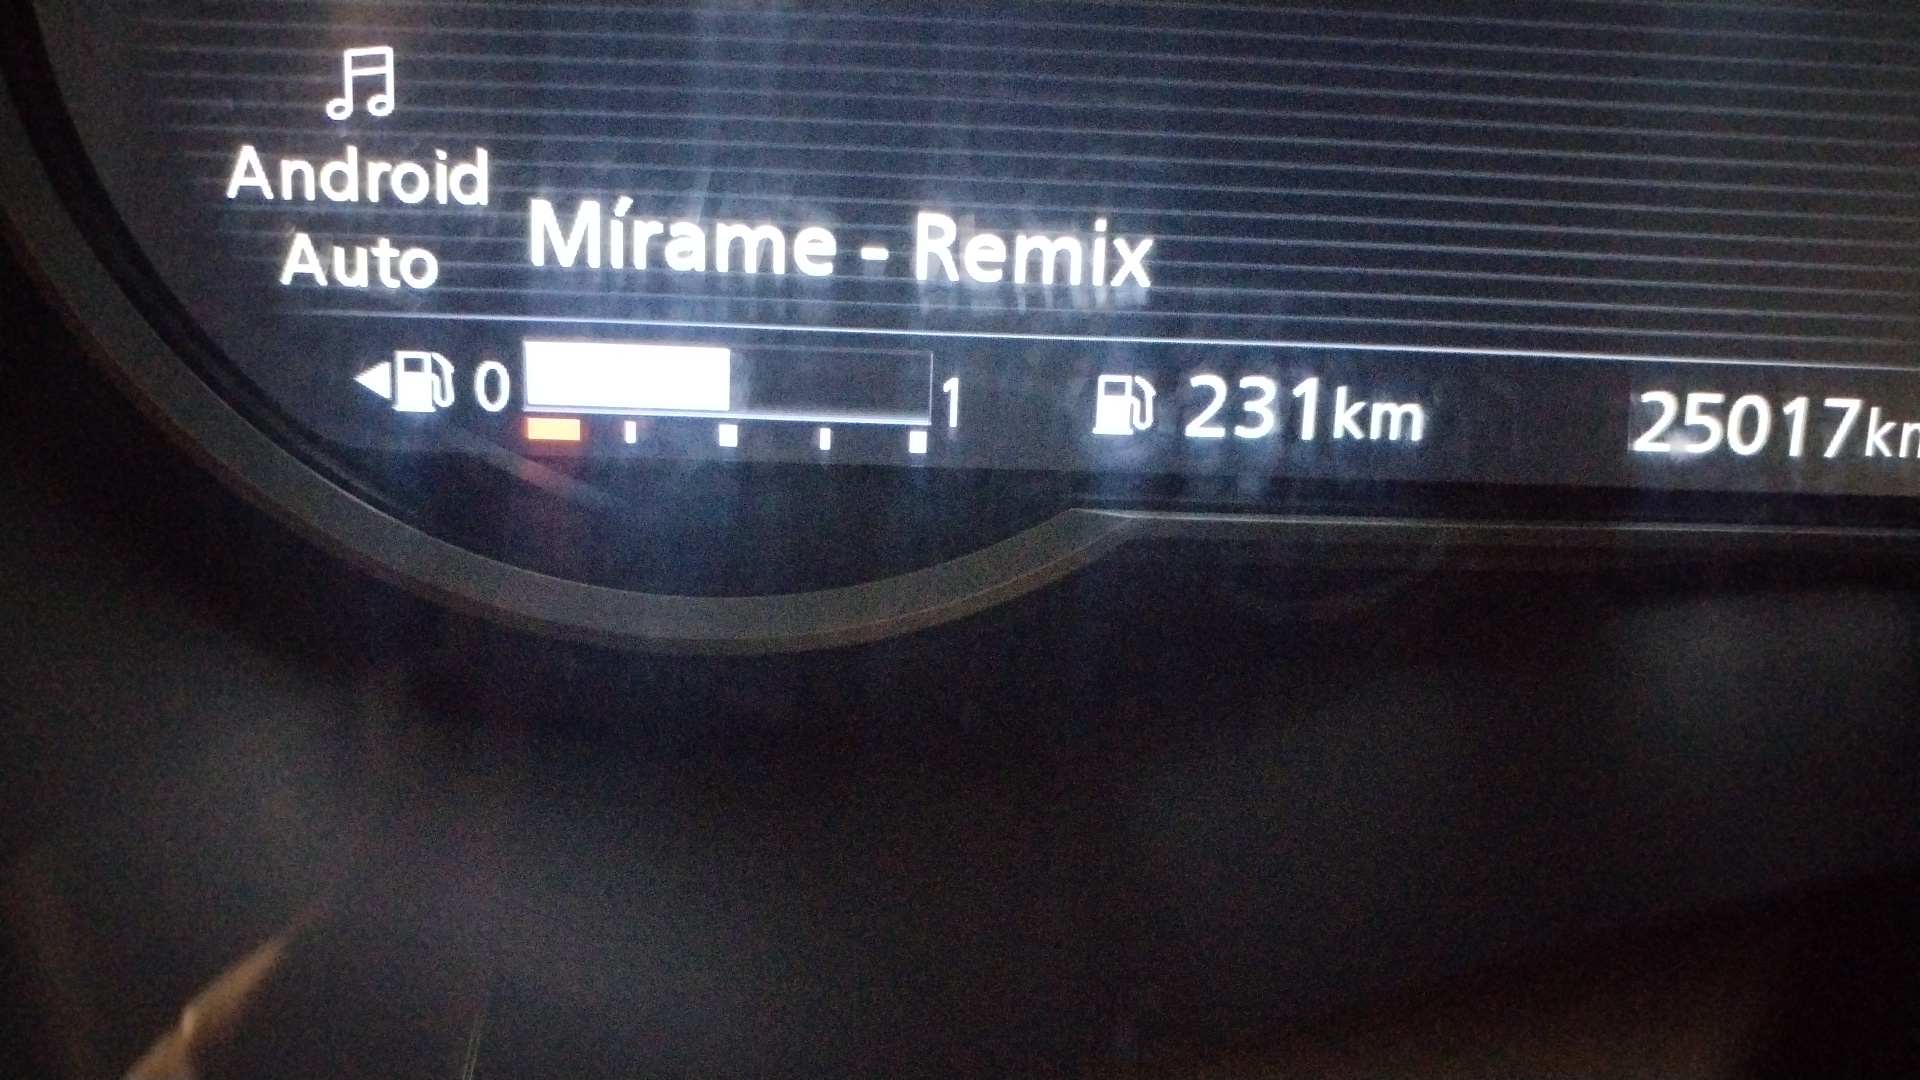 Android
Auto
Mírame - Remix
0
1
231km
25017km